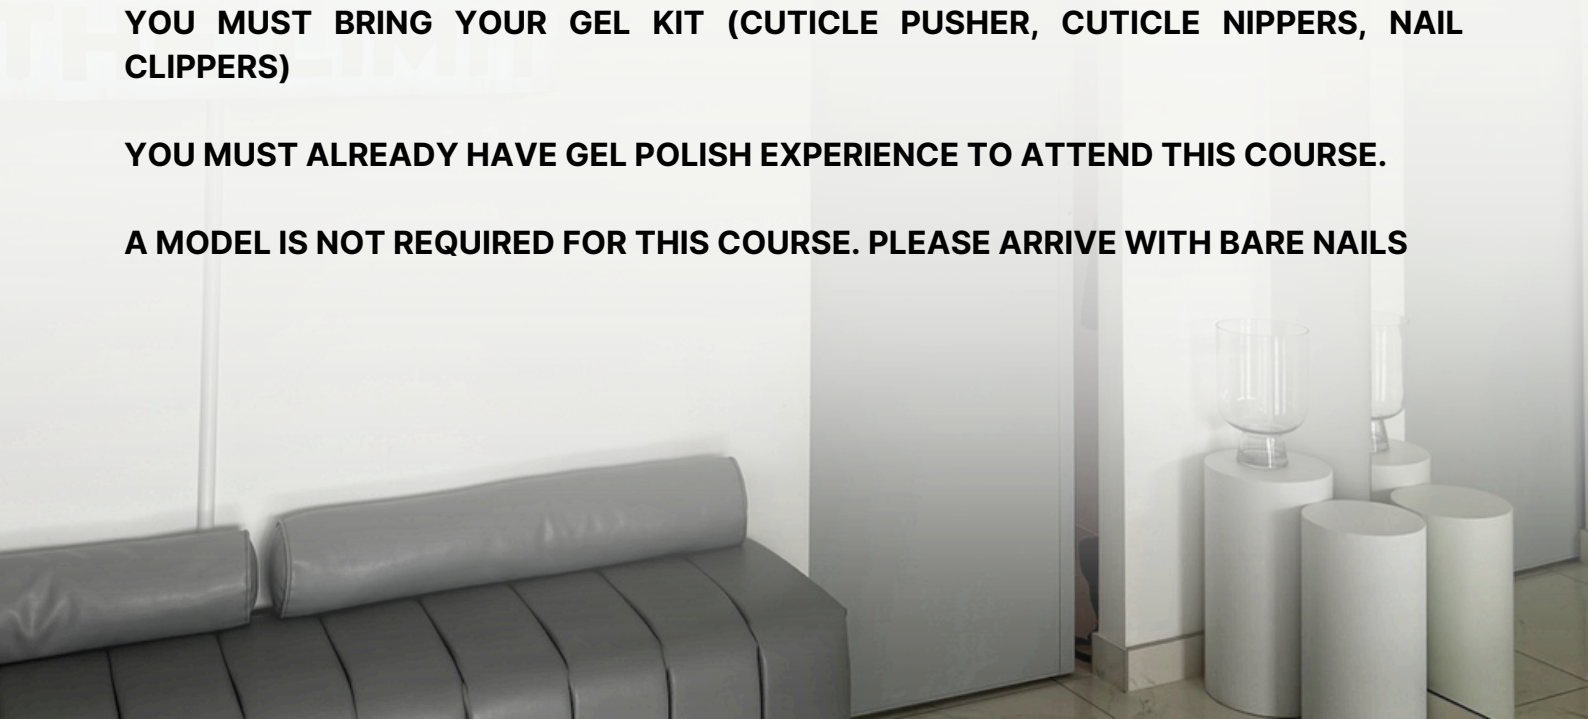 YOU MUST BRING YOUR GEL KIT (CUTICLE PUSHER, CUTICLE NIPPERS, NAIL
CLIPPERS)
YOU MUST ALREADY HAVE GEL POLISH EXPERIENCE TO ATTEND THIS COURSE.
A MODEL IS NOT REQUIRED FOR THIS COURSE. PLEASE ARRIVE WITH BARE NAILS